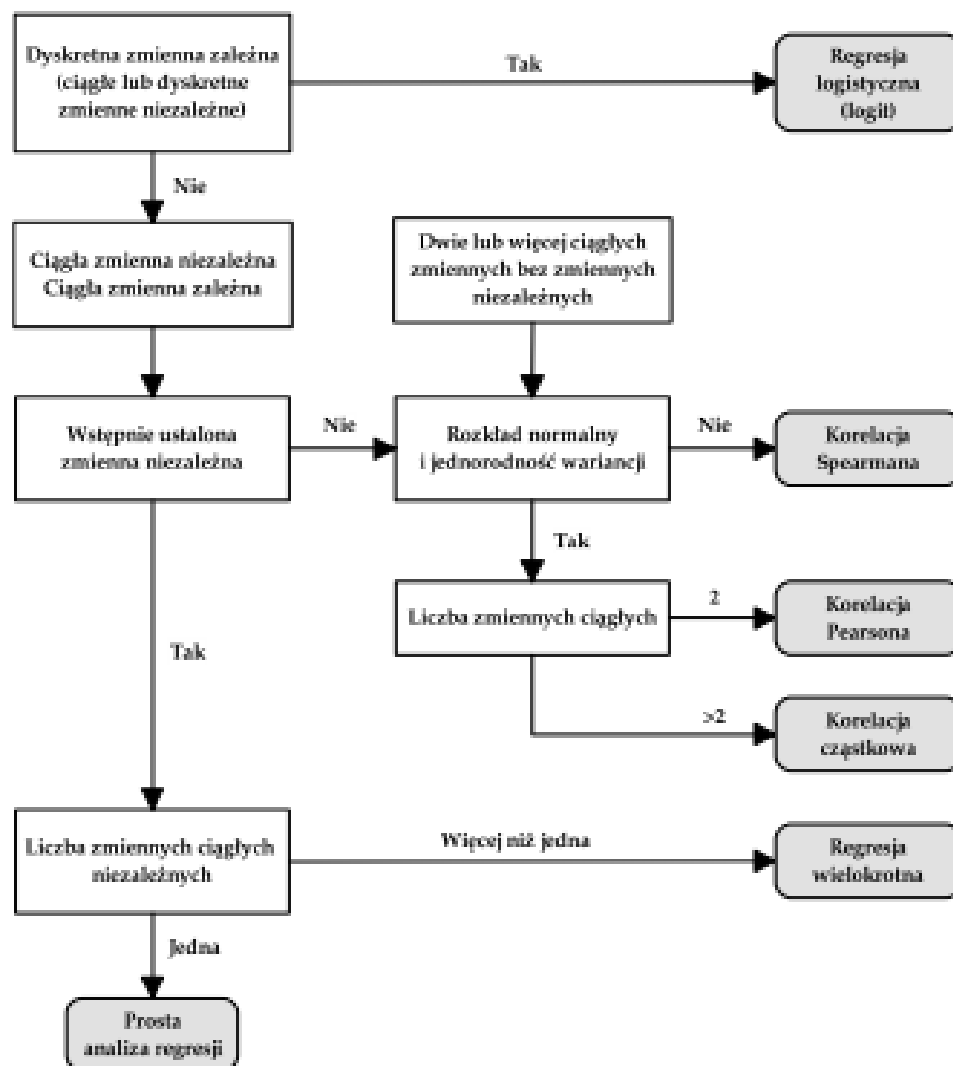 Dyskretna zmienna zależna
(ciągłe lub dyskretne
zmienne niezależne)
Tak
Regresja
logistyczna
(logit)
Nie
Ciągła zmienna niezależna
Ciągła zmienna zależna
Dwie lub więcej ciągłych
zmiennych bez zmiennych
niezależnych
Wstępnie ustalona
zmienna niezależna
Nie
Rozkład normalny
i jednorodność wariancji
Nie
Korelacja
Spearmana
Tak
Liczba zmiennych ciągłych
2
Korelacja
Pearsona
Tak
>2
Korelacja
cząstkowa
Liczba zmiennych ciągłych
niezależnych
Więcej niż jedna
Regresja
wielokrotna
Jedna
Prosta
analiza regresji